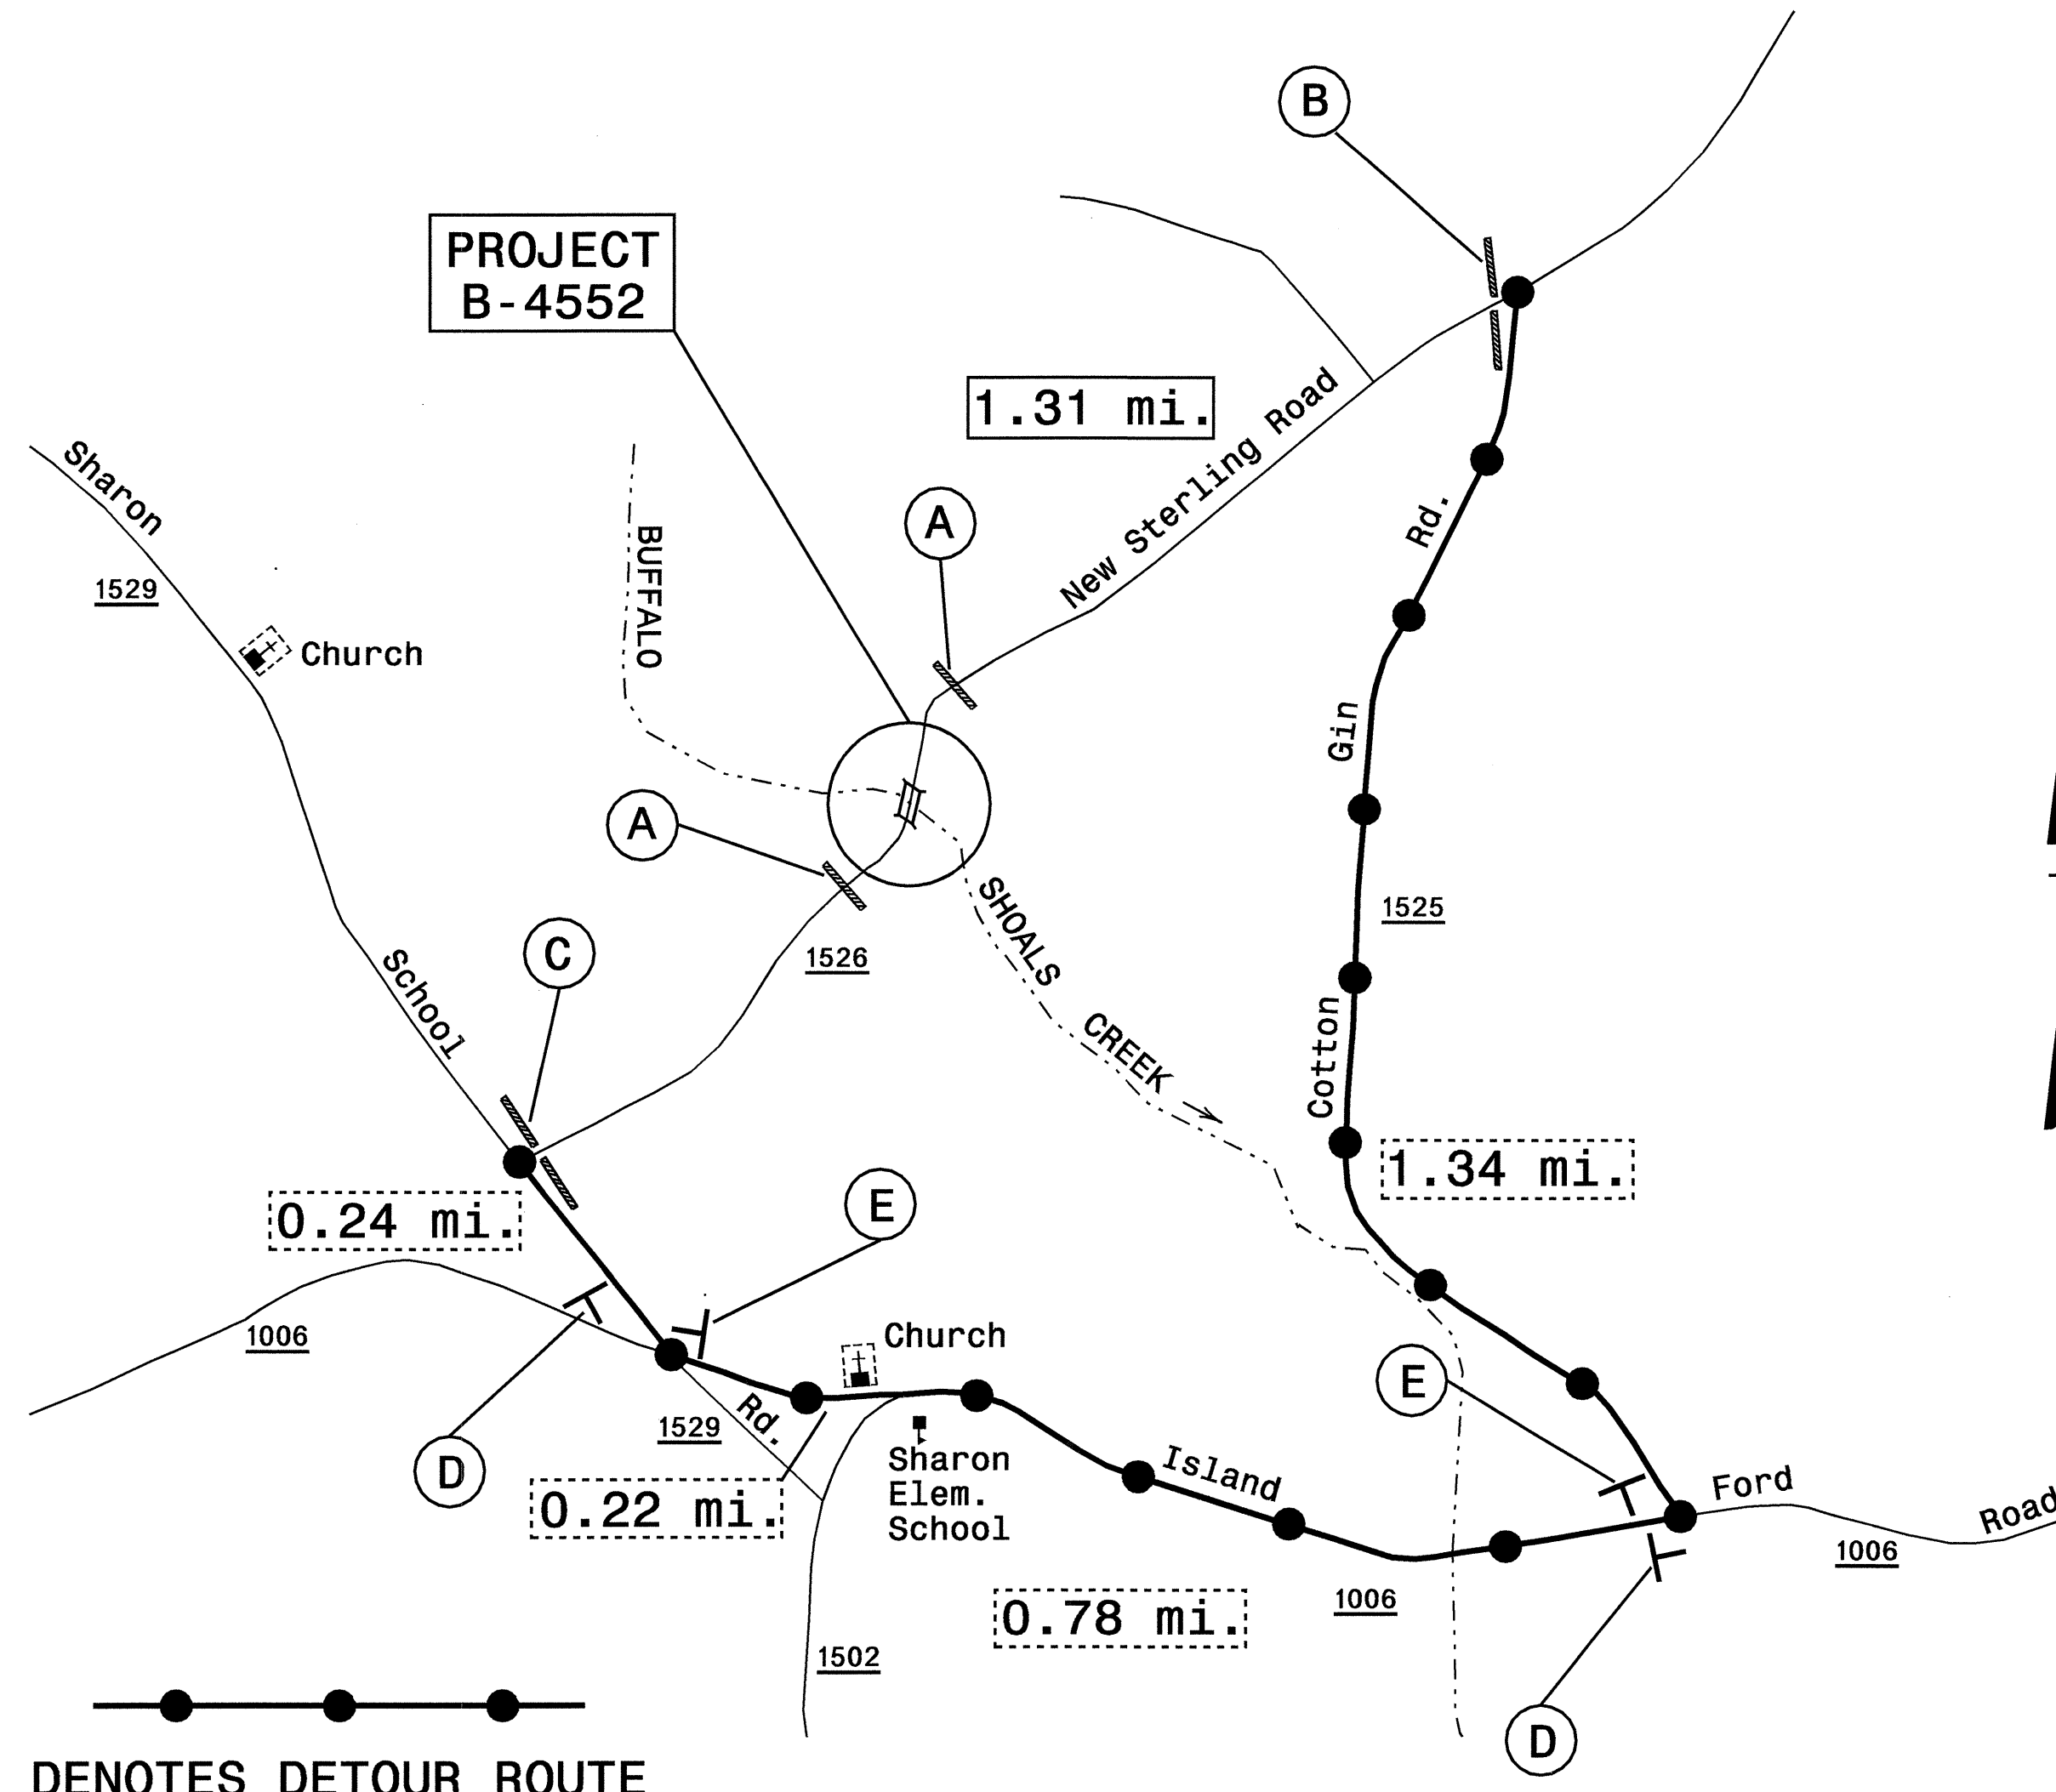 B
PROJECT
B-4552
1.31 mi.
New Sterling Road
Sharon
A
Rd.
BUFFALO
1529
Church
Gin
A
SHOALS
1525
C
1526
School
Cotton
CREEK
1.34 mi.
E
0.24 mi.
1006
Church
E
Rd.
1529
D
Sharon
Elem.
School
Island
Ford
Road
0.22 mi.
1006
1006
0.78 mi.
1502
D
DENOTES DETOUR ROUTE